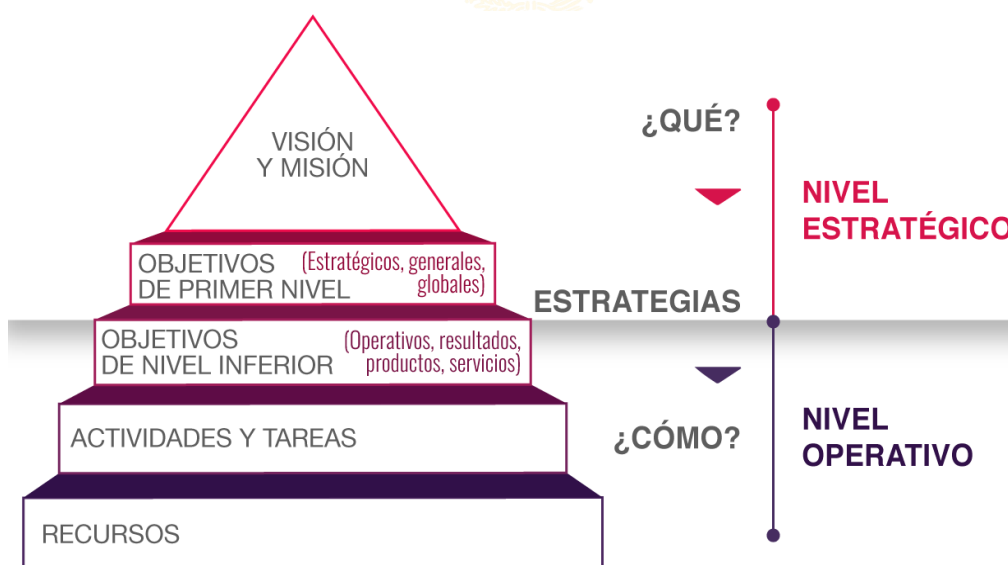 VISIÓN
Y MISIÓN
OBJETIVOS
DE PRIMER NIVEL
(Estratégicos, generales,
globales)
OBJETIVOS
DE NIVEL INFERIOR
(Operativos, resultados,
productos, servicios)
ACTIVIDADES Y TAREAS
RECURSOS
¿QUÉ?
ESTRATEGIAS
¿CÓMO?
NIVEL
ESTRATÉGICO
NIVEL
OPERATIVO